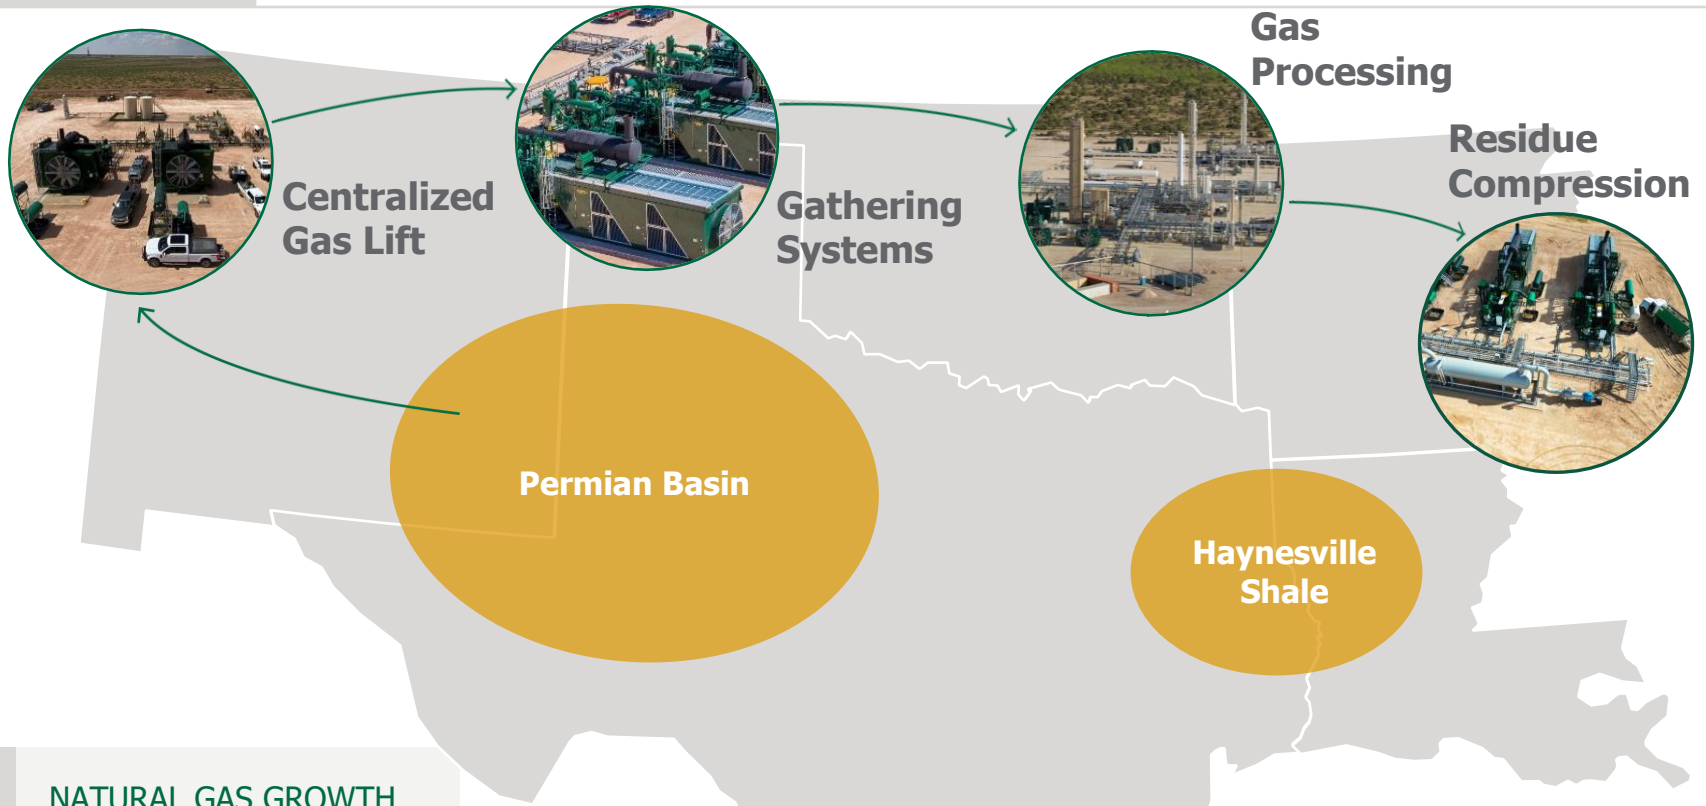 Gas
Processing
Residue
Compression
Centralized
Gas Lift
Gathering
Systems
Permian Basin
Haynesville
Shale
NATURAL GAS GROWTH